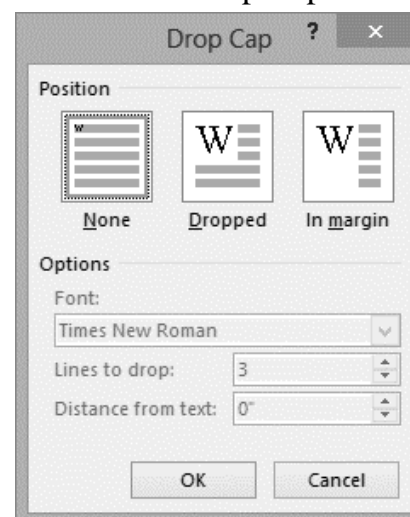 Drop Cap ? ×
Position
W W W
None Dropped In margin
Options
Font:
Times New Roman
Lines to drop: 3
Distance from text: 0"
OK Cancel